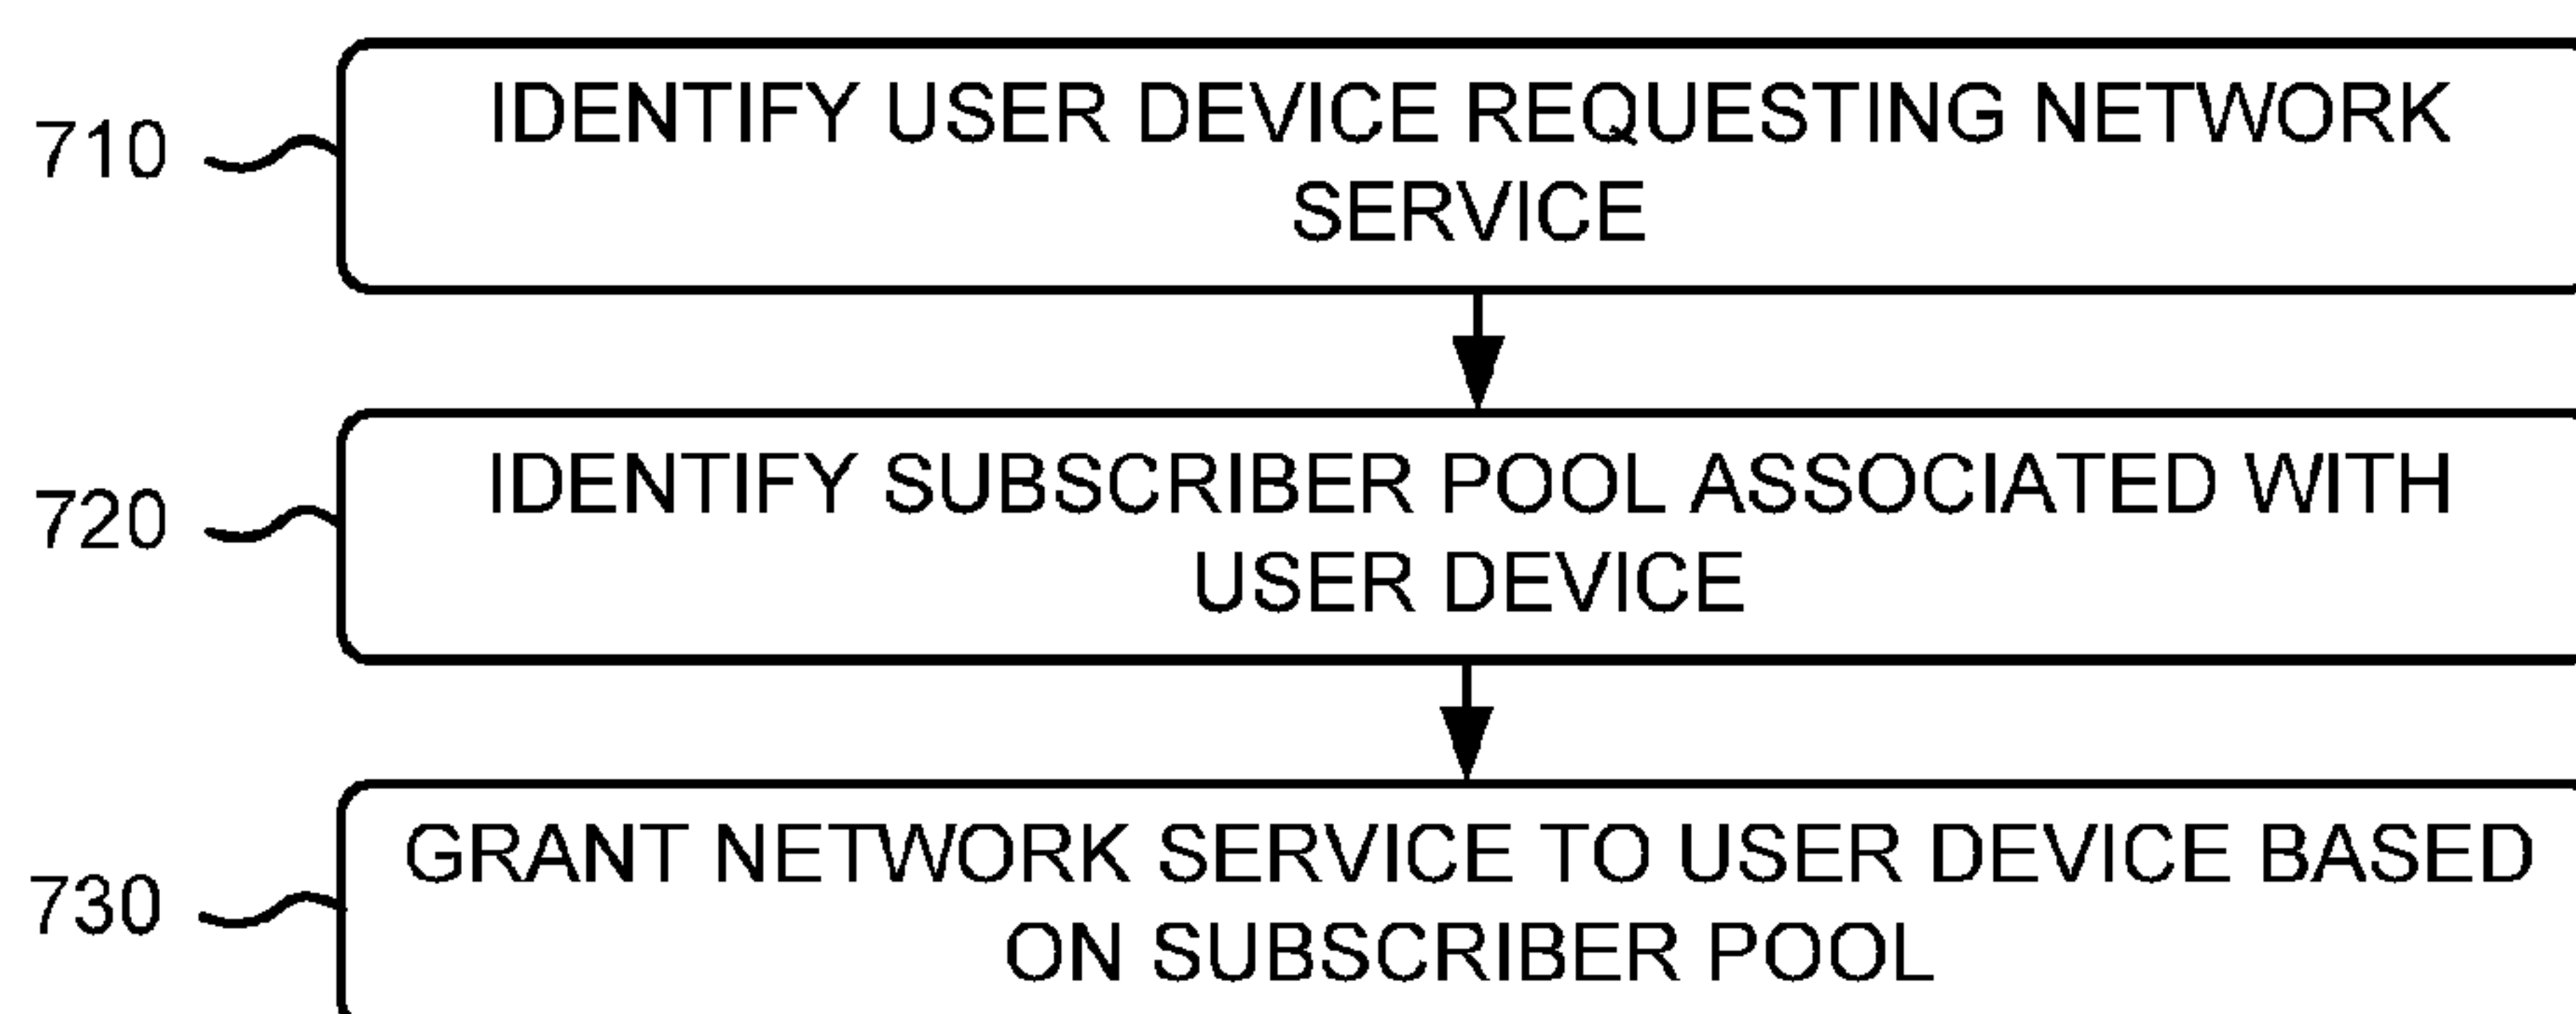 710
IDENTIFY USER DEVICE REQUESTING NETWORK
SERVICE
720
IDENTIFY SUBSCRIBER POOL ASSOCIATED WITH
USER DEVICE
730
GRANT NETWORK SERVICE TO USER DEVICE BASED
ON SUBSCRIBER POOL